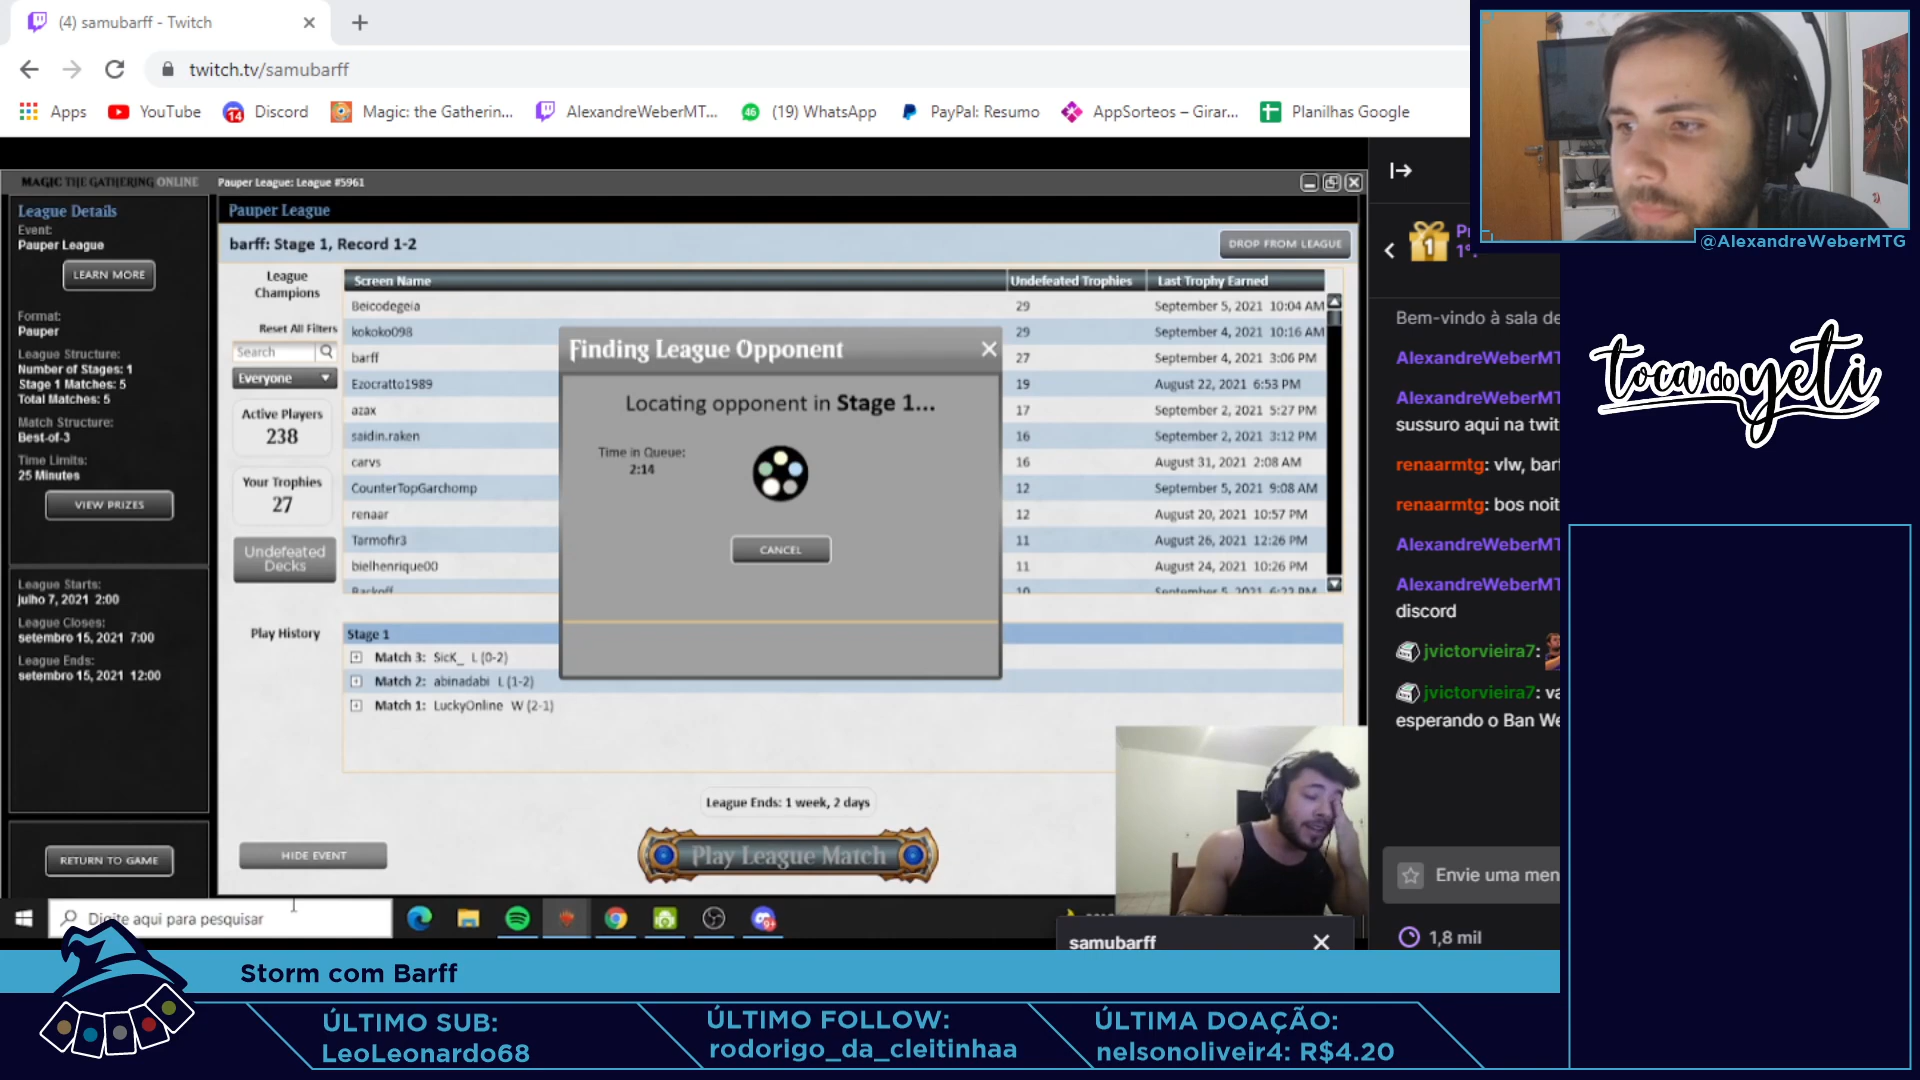 (4) samubarff - Twitch
twitch.tv/samubarff
Apps
YouTube
14
Discord
Magic: the Gatherin...
AlexandreWeberMT...
46
(19) WhatsApp
PayPal: Resumo
AppSorteos – Girar...
Planilhas Google
@AlexandreWeberMTG
MAGIC THE GATHERING ONLINE
Pauper League: League #5961
League Details
Event:
Pauper League
LEARN MORE
Format:
Pauper
League Structure:
Number of Stages: 1
Stage 1 Matches: 5
Total Matches: 5
Match Structure:
Best-of-3
Time Limits:
25 Minutes
VIEW PRIZES
League Starts:
julho 7, 2021 2:00
League Closes:
setembro 15, 2021 7:00
League Ends:
setembro 15, 2021 12:00
RETURN TO GAME
Pauper League
barff: Stage 1, Record 1-2
DROP FROM LEAGUE
League
Champions
Reset All Filters
Search
Everyone
Active Players
238
Your Trophies
27
Undefeated
Decks
Screen Name Undefeated Trophies Last Trophy Earned
Beicodegeia 29 September 5, 2021 10:04 AM
kokoko098 29 September 4, 2021 10:16 AM
barff 27 September 4, 2021 3:06 PM
Ezocratto1989 19 August 22, 2021 6:53 PM
azax 17 September 2, 2021 5:27 PM
saidin.raken 16 September 2, 2021 3:12 PM
carvs 16 August 31, 2021 2:08 AM
CounterTopGarchomp 12 September 5, 2021 9:08 AM
renaar 12 August 20, 2021 10:57 PM
Tarmofir3 11 August 26, 2021 12:26 PM
bielhenrique00 11 August 24, 2021 10:26 PM
10 September 5, 2021 6:22 PM
Finding League Opponent
Locating opponent in Stage 1...
Time in Queue:
2:14
CANCEL
Play History
Stage 1
Match 3: SicK_ L (0-2)
Match 2: abinadabi L (1-2)
Match 1: LuckyOnline W (2-1)
League Ends: 1 week, 2 days
HIDE EVENT
Play League Match
Digite aqui para pesquisar
samubarff
1
1º.
Bem-vindo à sala de
AlexandreWeberMT
AlexandreWeberMT
sussuro aqui na twit
renaarmtg: vlw, barf
renaarmtg: bos noit
AlexandreWeberMT
AlexandreWeberMT
discord
jvictorvieira7:
jvictorvieira7: va
esperando o Ban We
Envie uma men
1,8 mil
toca do yeti
Storm com Barff
ÚLTIMO SUB:
LeoLeonardo68
ÚLTIMO FOLLOW:
rodorigo_da_cleitinhaa
ÚLTIMA DOAÇÃO:
nelsonoliveir4: R$4.20